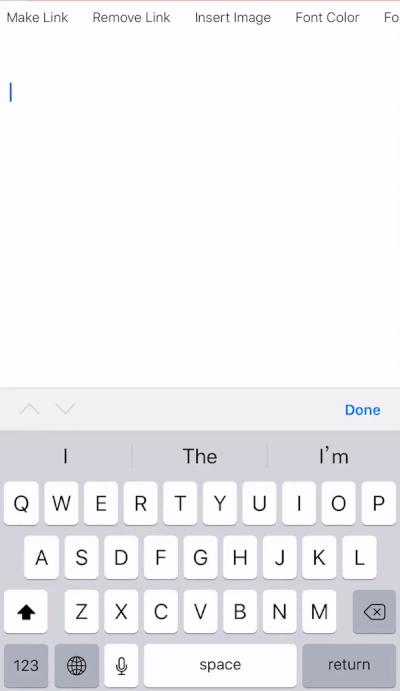 Make Link Remove Link Insert Image Font Color Fo
Done
I The I'm
Q W E R T Y U I O P
A S D F G H J K L
Z X C V B N M
123 space return